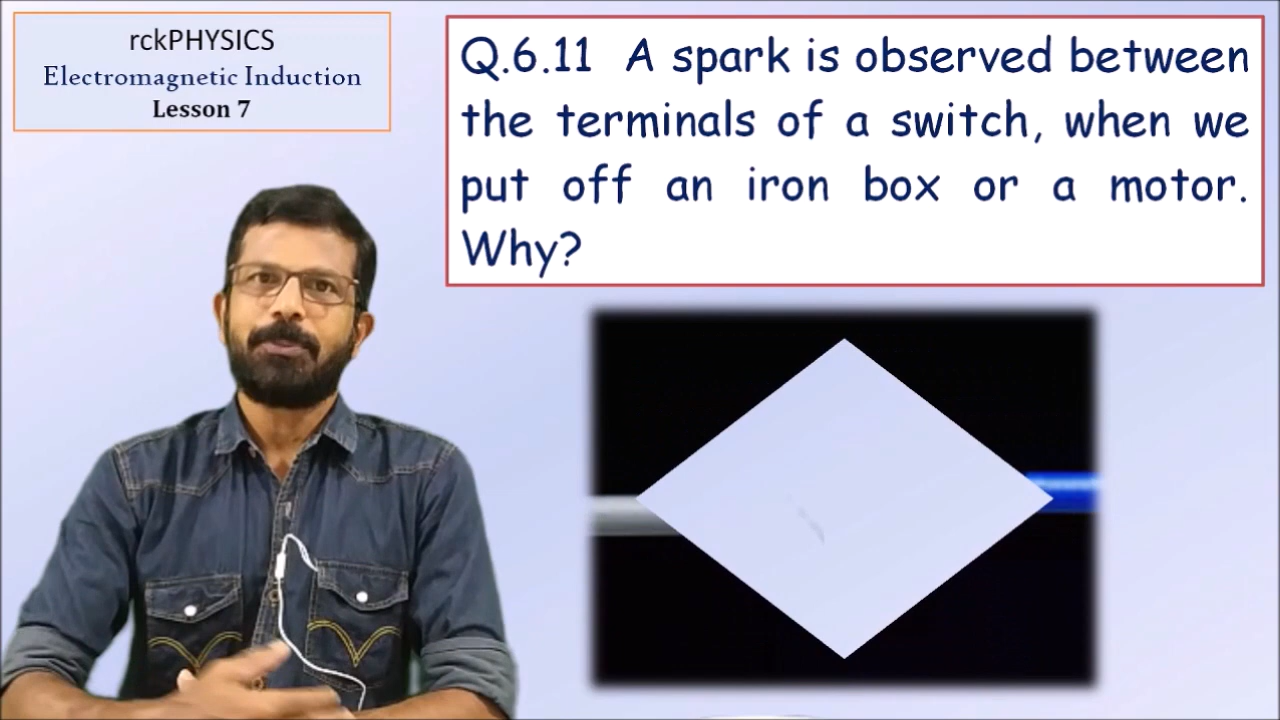 rckPHYSICS
Electromagnetic Induction
Lesson 7
Q.6.11 A spark is observed between
the terminals of a switch, when we
put off an iron box or a motor.
Why?